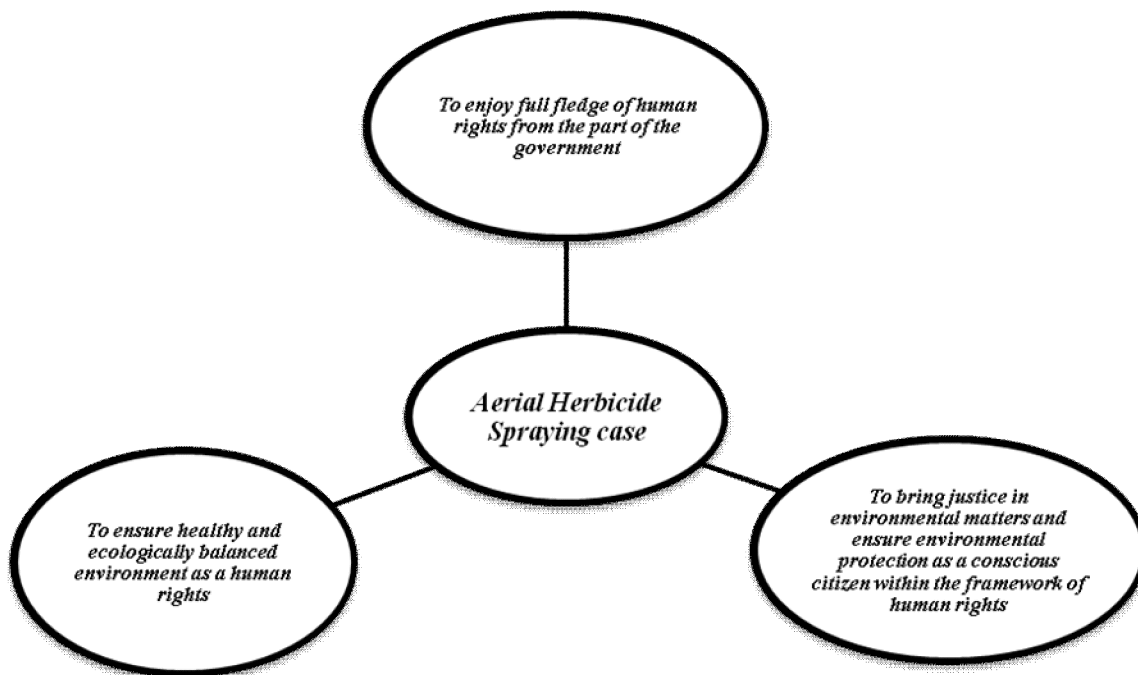 To enjoy full fledge of human
rights from the part of the
government
Aerial Herbicide
Spraying case
To ensure healthy and
ecologically balanced
environment as a human
rights
To bring justice in
environmental matters and
ensure environmental
protection as a conscious
citizen within the framework of
human rights